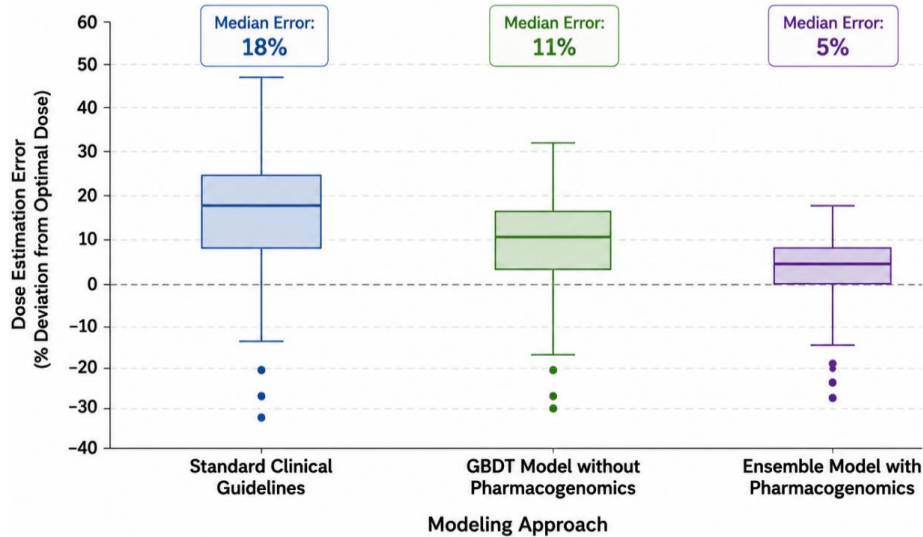 Median Error:
18%
Median Error:
11%
Median Error:
5%
Dose Estimation Error
(% Deviation from Optimal Dose)
60
50
40
30
20
10
0
−10
−20
−30
−40
Standard Clinical
Guidelines
GBDT Model without
Pharmacogenomics
Ensemble Model with
Pharmacogenomics
Modeling Approach